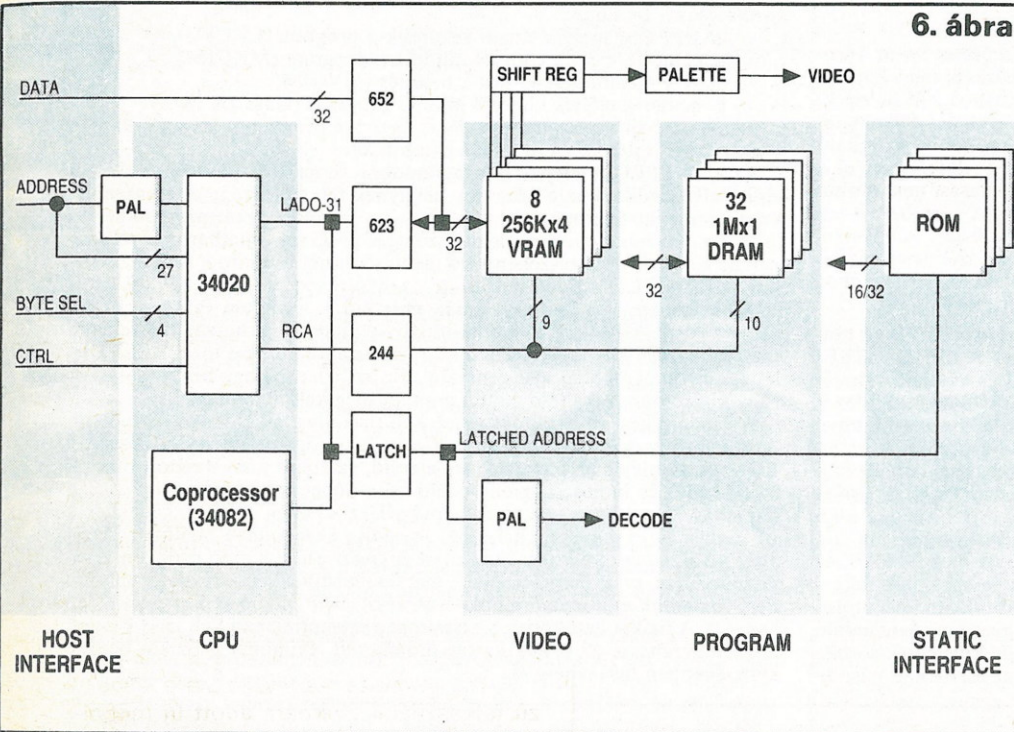 6. ábra
DATA
32
652
SHIFT REG
PALETTE
VIDEO
ADDRESS
PAL
27
BYTE SEL
4
CTRL
34020
LADO-31
623
32
8
256Kx4
VRAM
32
32
1Mx1
DRAM
16/32
ROM
RCA
244
9
10
LATCH
LATCHED ADDRESS
Coprocessor
(34082)
PAL
DECODE
HOST
INTERFACE
CPU
VIDEO
PROGRAM
STATIC
INTERFACE